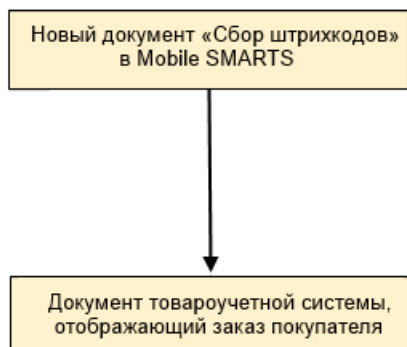 Новый документ «Сбор штрихкодов»
в Mobile SMARTS
Документ товароучетной системы,
отображающий заказ покупателя